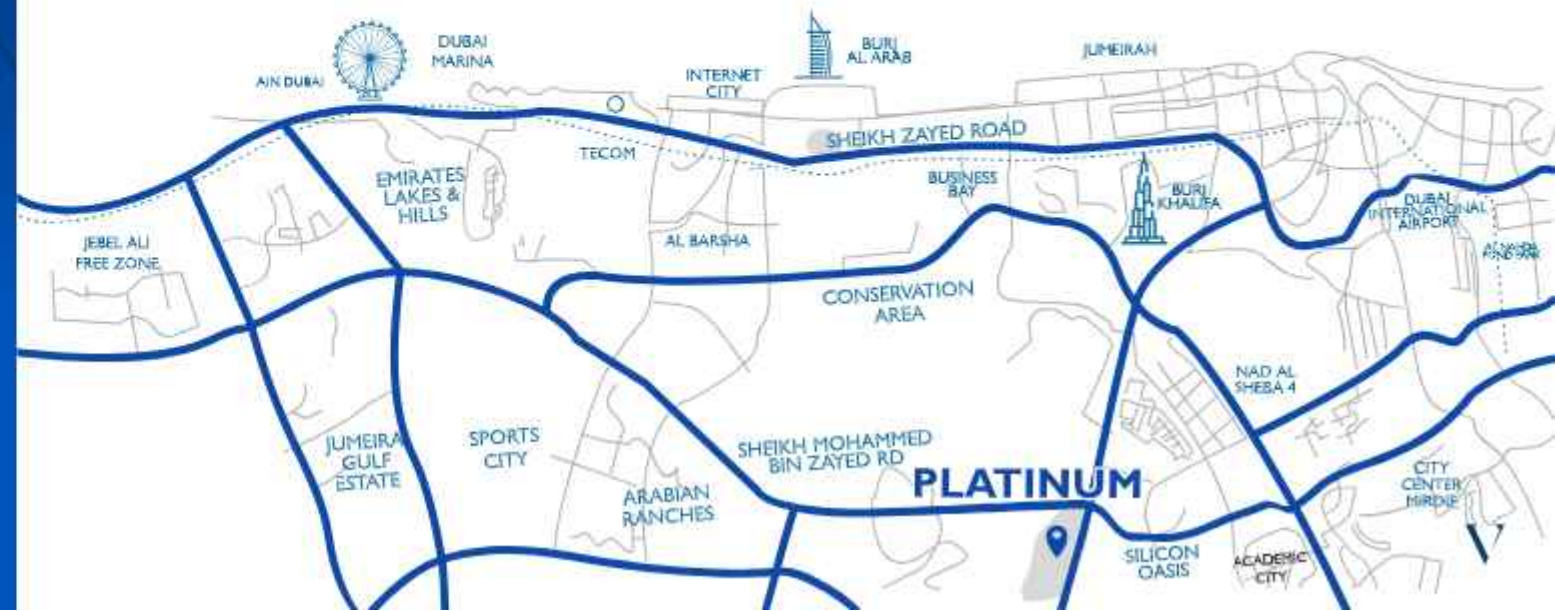 DUBAI
MARINA
AIN DUBAI
BURJ
AL ARAB
JUMEIRAH
INTERNET
CITY
SHEIKH ZAYED ROAD
TECOM
EMIRATES
LAKES &
HILLS
BUSINESS
BAY
BURJ
KHALIFA
DUBAI
INTERNATIONAL
AIRPORT
JEBEL ALI
FREE ZONE
AL BARSHA
CONSERVATION
AREA
NAD AL
SHEBA 4
JUMEIRA
GULF
ESTATE
SPORTS
CITY
SHEIKH MOHAMMED
BIN ZAYED RD
PLATINUM
ARABIAN
RANCHES
CITY
CENTER
MIRDIF
SILICON
OASIS
ACADEMIC
CITY